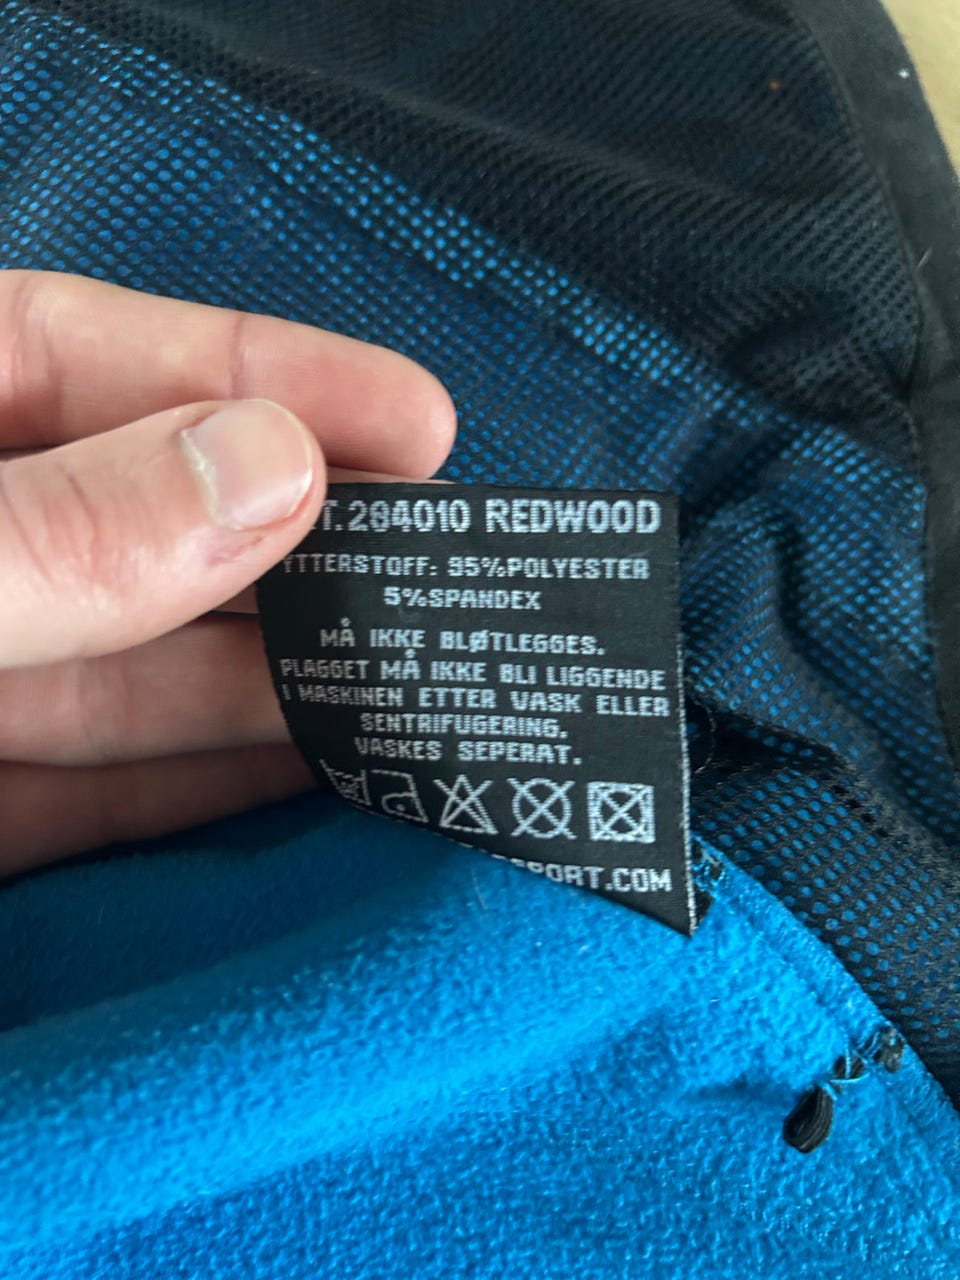 T. 284010 REDWOOD
YTTERSTOFF: 95%POLYESTER
5%SPANDEX
MÅ IKKE BLØTLEGGES.
PLAGGET MÅ IKKE BLI LIGGENDE
I MASKINEN ETTER VASK ELLER
SENTRIFUGERING.
VASKES SEPERAT.
SPORT.COM